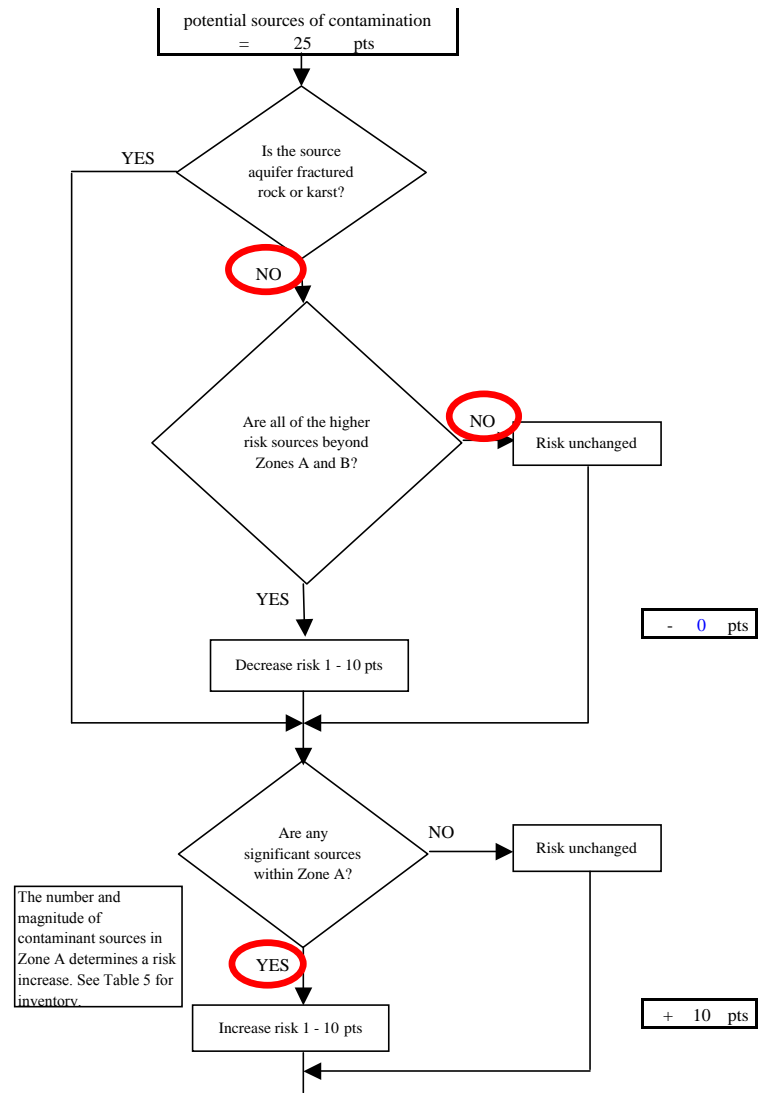 potential sources of contamination
= 25 pts
YES
Is the source
aquifer fractured
rock or karst?
NO
Are all of the higher
risk sources beyond
Zones A and B?
NO
Risk unchanged
YES
- 0 pts
Decrease risk 1 - 10 pts
Are any
significant sources
within Zone A?
NO
Risk unchanged
The number and
magnitude of
contaminant sources in
Zone A determines a risk
increase. See Table 5 for
inventory.
YES
Increase risk 1 - 10 pts
+ 10 pts